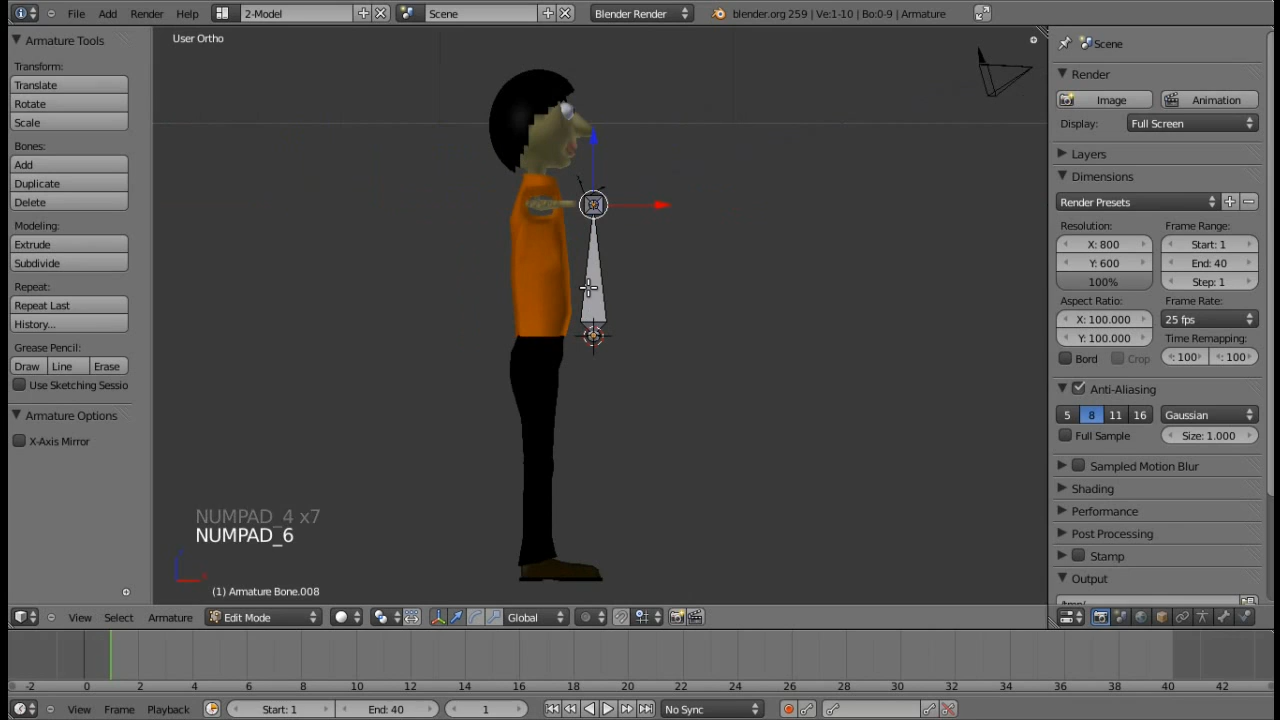 File Add Render Help 2-Model Scene Blender Render blender.org 259 | Ve:1-10 | Bo:0-9 | Armature
Armature Tools
Transform:
Translate
Rotate
Scale
Bones:
Add
Duplicate
Delete
Modeling:
Extrude
Subdivide
Repeat:
Repeat Last
History...
Grease Pencil:
Draw Line Erase
Use Sketching Sessio
Armature Options
X-Axis Mirror
User Ortho
NUMPAD_4 x7
NUMPAD_6
(1) Armature Bone.008
Scene
Render
Image Animation
Display: Full Screen
Layers
Dimensions
Render Presets
Resolution: Frame Range:
X: 800 Start: 1
Y: 600 End: 40
100% Step: 1
Aspect Ratio: Frame Rate:
X: 100.000 25 fps
Y: 100.000 Time Remapping:
Bord Crop : 100 : 100
Anti-Aliasing
5 8 11 16 Gaussian
Full Sample Size: 1.000
Sampled Motion Blur
Shading
Performance
Post Processing
Stamp
Output
View Select Armature Edit Mode Global
-2 0 2 4 6 8 10 12 14 16 18 20 22 24 26 28 30 32 34 36 38 40 42
View Frame Playback Start: 1 End: 40 1 No Sync